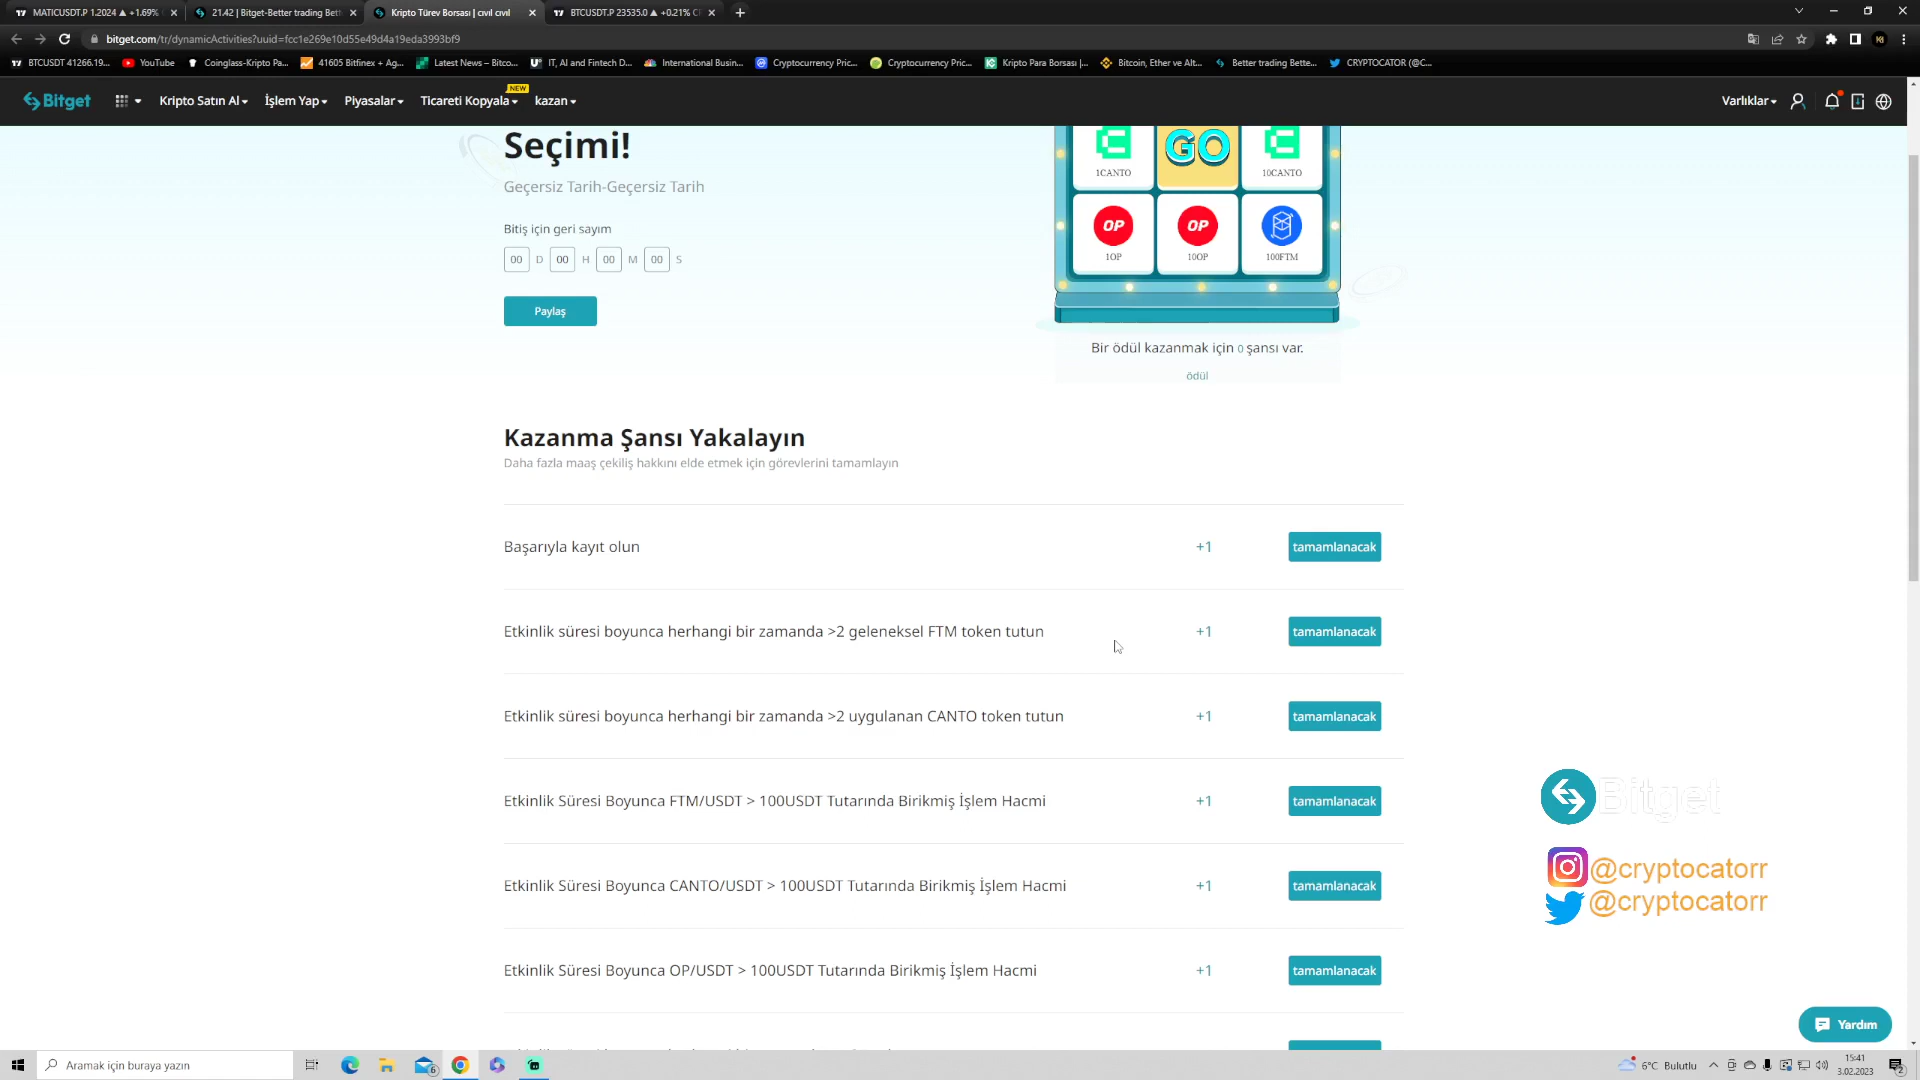 MATICUSDT.P 1.2024 ▲ +1.69%
21.42 | Bitget-Better trading Bett
Kripto Türev Borsası | cıvıl cıvıl
BTCUSDT.P 23535.0 ▲ +0.21% C
bitget.com/tr/dynamicActivities?uuid=fcc1e269e10d55e49d4a19eda3993bf9
BTCUSDT 41266.19...
YouTube
Coinglass-Kripto Pa...
41605 Bitfinex + Ag...
Latest News – Bitco...
IT, AI and Fintech D...
International Busin...
Cryptocurrency Pric...
Cryptocurrency Pric...
Kripto Para Borsası |...
Bitcoin, Ether ve Alt...
Better trading Bette...
CRYPTOCATOR (@C...
Bitget
Kripto Satın Al
İşlem Yap
Piyasalar
Ticareti Kopyala
NEW
kazan
Varlıklar
Seçimi!
Geçersiz Tarih-Geçersiz Tarih
Bitiş için geri sayım
00 D 00 H 00 M 00 S
Paylaş
GO
1CANTO
10CANTO
OP
OP
1OP
10OP
100FTM
Bir ödül kazanmak için 0 şansı var.
ödül
Kazanma Şansı Yakalayın
Daha fazla maaş çekiliş hakkını elde etmek için görevlerini tamamlayın
Başarıyla kayıt olun +1 tamamlanacak
Etkinlik süresi boyunca herhangi bir zamanda >2 geleneksel FTM token tutun +1 tamamlanacak
Etkinlik süresi boyunca herhangi bir zamanda >2 uygulanan CANTO token tutun +1 tamamlanacak
Etkinlik Süresi Boyunca FTM/USDT > 100USDT Tutarında Birikmiş İşlem Hacmi +1 tamamlanacak
Etkinlik Süresi Boyunca CANTO/USDT > 100USDT Tutarında Birikmiş İşlem Hacmi +1 tamamlanacak
Etkinlik Süresi Boyunca OP/USDT > 100USDT Tutarında Birikmiş İşlem Hacmi +1 tamamlanacak
Bitget
@cryptocatorr
@cryptocatorr
Yardım
Aramak için buraya yazın
6
6°C Bulutlu
15:41
3.02.2023
2